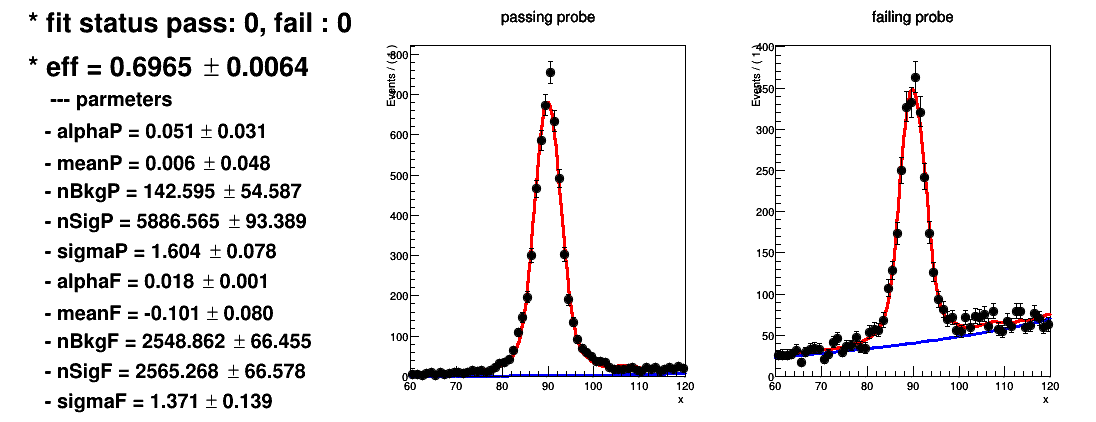 * fit status pass: 0, fail : 0
* eff = 0.6965 ± 0.0064
--- parmeters
- alphaP = 0.051 ± 0.031
- meanP = 0.006 ± 0.048
- nBkgP = 142.595 ± 54.587
- nSigP = 5886.565 ± 93.389
- sigmaP = 1.604 ± 0.078
- alphaF = 0.018 ± 0.001
- meanF = -0.101 ± 0.080
- nBkgF = 2548.862 ± 66.455
- nSigF = 2565.268 ± 66.578
- sigmaF = 1.371 ± 0.139
passing probe
Events / ( 1 )
800
700
600
500
400
300
200
100
0
60 70 80 90 100 110 120
x
failing probe
Events / ( 1 )
400
350
300
250
200
150
100
50
0
60 70 80 90 100 110 120
x